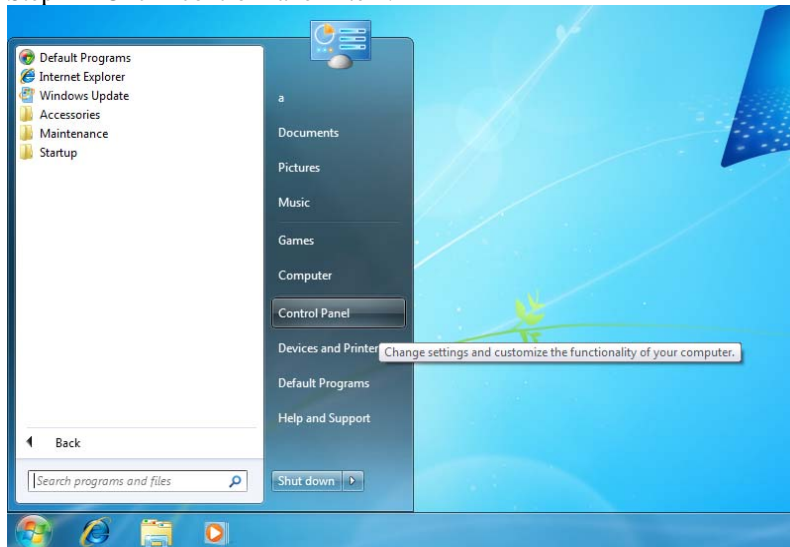 Default Programs
Internet Explorer
Windows Update
Accessories
Maintenance
Startup
Back
Search programs and files
a
Documents
Pictures
Music
Games
Computer
Control Panel
Devices and Printer
Change settings and customize the functionality of your computer.
Default Programs
Help and Support
Shut down